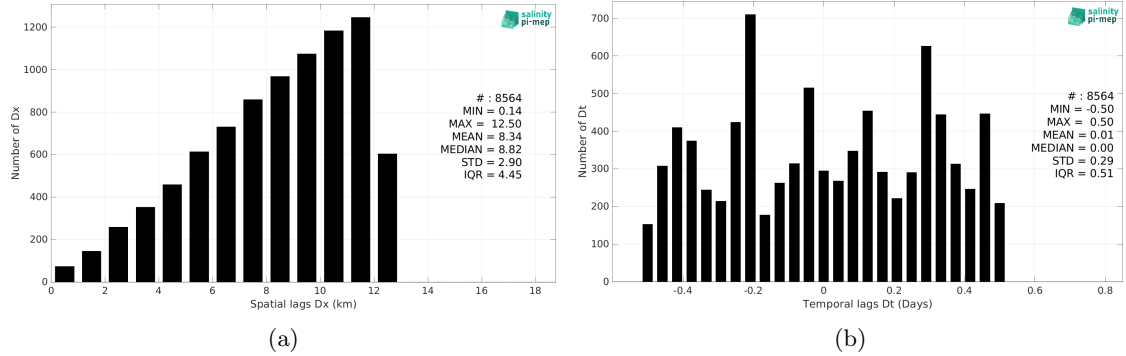 1200
1000
800
600
400
200
0
0
2
4
6
8
10
12
14
16
18
Number of Dx
Spatial lags Dx (km)
salinity
pi-mep
# : 8564
MIN = 0.14
MAX = 12.50
MEAN = 8.34
MEDIAN = 8.82
STD = 2.90
IQR = 4.45
(a)
700
600
500
400
300
200
100
0
-0.4
-0.2
0
0.2
0.4
0.6
0.8
Number of Dt
Temporal lags Dt (Days)
salinity
pi-mep
# : 8564
MIN = -0.50
MAX = 0.50
MEAN = 0.01
MEDIAN = 0.00
STD = 0.29
IQR = 0.51
(b)